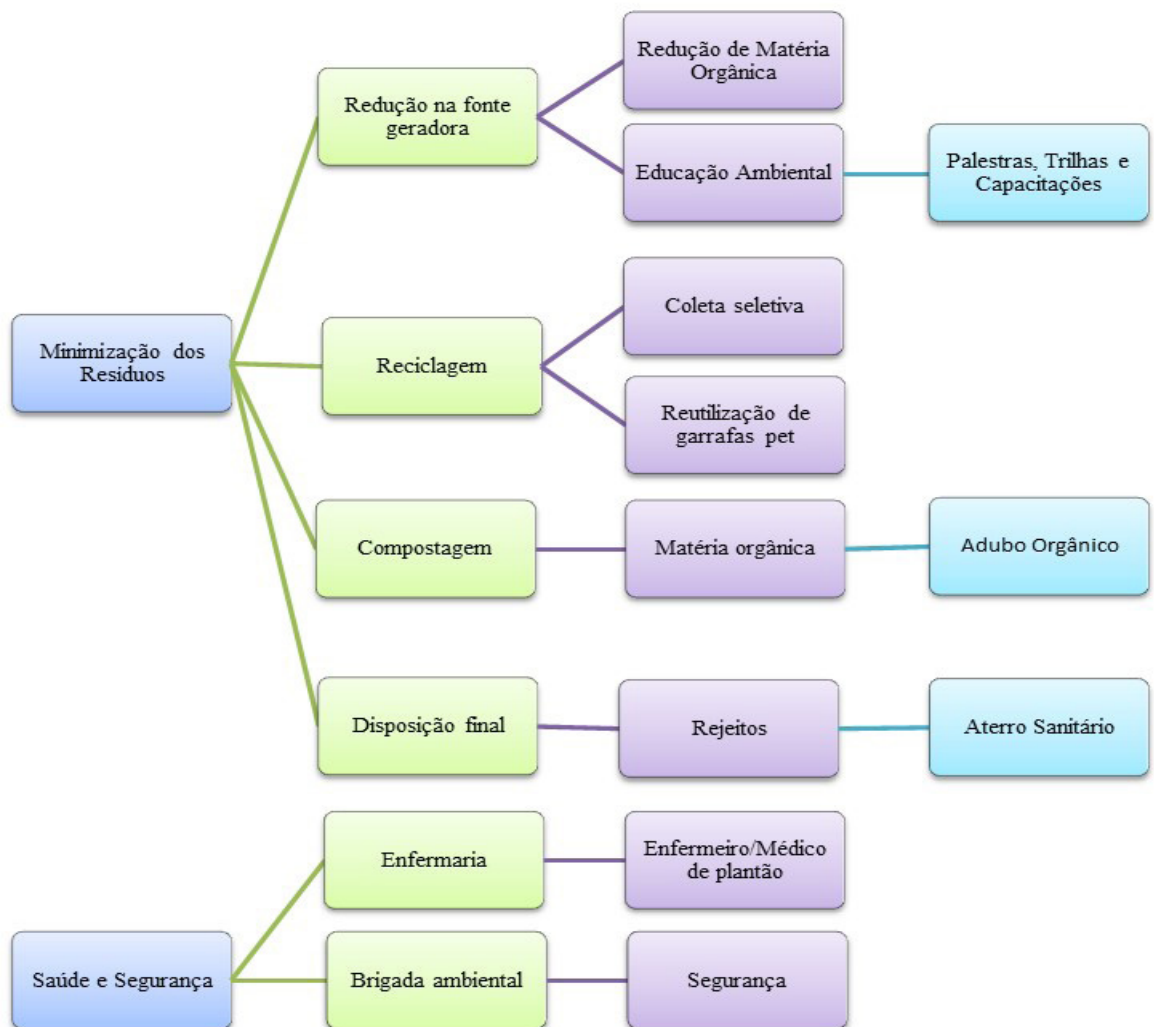 Redução de Matéria
Orgânica
Redução na fonte
geradora
Educação Ambiental
Palestras, Trilhas e
Capacitações
Coleta seletiva
Minimização dos
Resíduos
Reciclagem
Reutilização de
garrafas pet
Compostagem
Matéria orgânica
Adubo Orgânico
Disposição final
Rejeitos
Aterro Sanitário
Enfermaria
Enfermeiro/Médico
de plantão
Saúde e Segurança
Brigada ambiental
Segurança